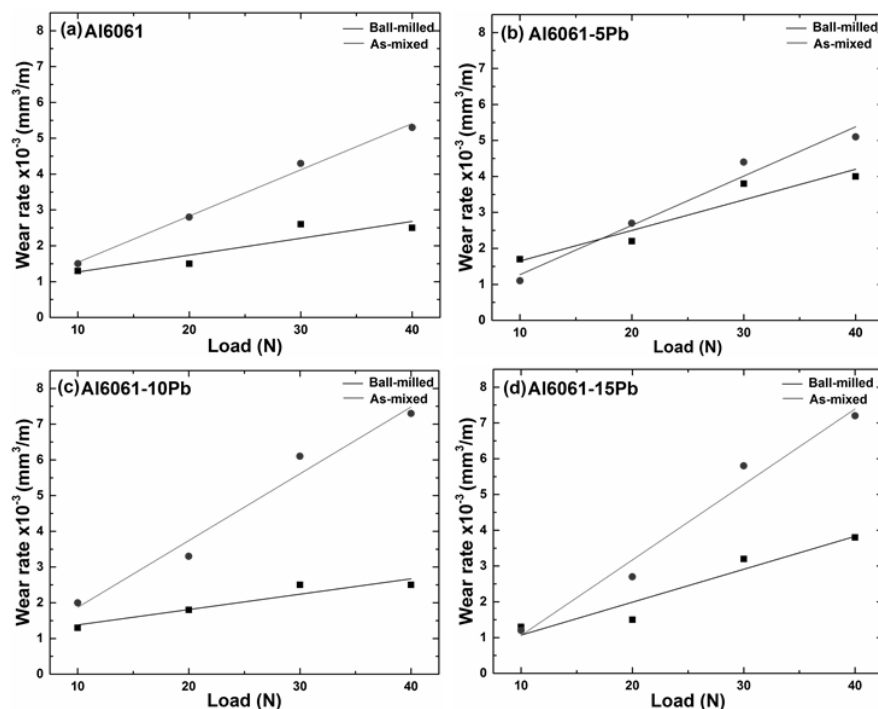 (a) Al6061
Ball-milled
As-mixed
Wear rate x10⁻³ (mm³/m)
8
7
6
5
4
3
2
1
0
10 20 30 40
Load (N)
(b) Al6061-5Pb
Ball-milled
As-mixed
Wear rate x10⁻³ (mm³/m)
8
7
6
5
4
3
2
1
0
10 20 30 40
Load (N)
(c) Al6061-10Pb
Ball-milled
As-mixed
Wear rate x10⁻³ (mm³/m)
8
7
6
5
4
3
2
1
0
10 20 30 40
Load (N)
(d) Al6061-15Pb
Ball-milled
As-mixed
Wear rate x10⁻³ (mm³/m)
8
7
6
5
4
3
2
1
0
10 20 30 40
Load (N)